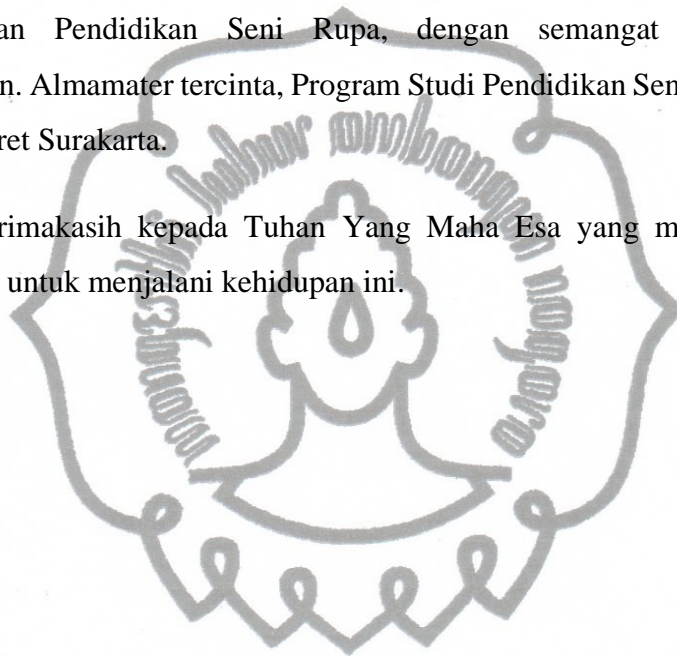 an Pendidikan Seni Rupa, dengan semangat
n. Almamater tercinta, Program Studi Pendidikan Sen
ret Surakarta.
rimakasih kepada Tuhan Yang Maha Esa yang m
untuk menjalani kehidupan ini.